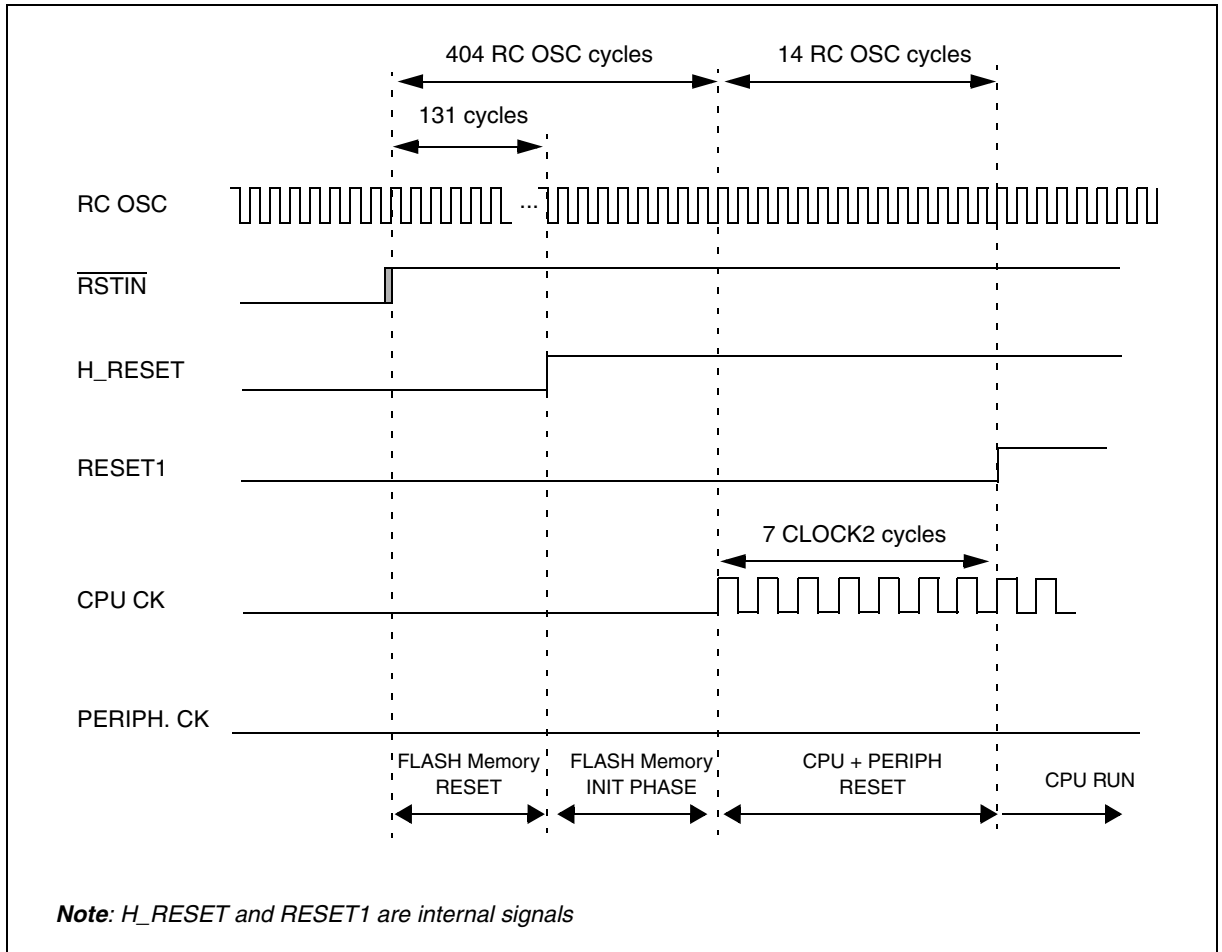 404 RC OSC cycles
14 RC OSC cycles
131 cycles
RC OSC
...
RSTIN
H_RESET
RESET1
7 CLOCK2 cycles
CPU CK
PERIPH. CK
FLASH Memory
RESET
FLASH Memory
INIT PHASE
CPU + PERIPH
RESET
CPU RUN
Note: H_RESET and RESET1 are internal signals